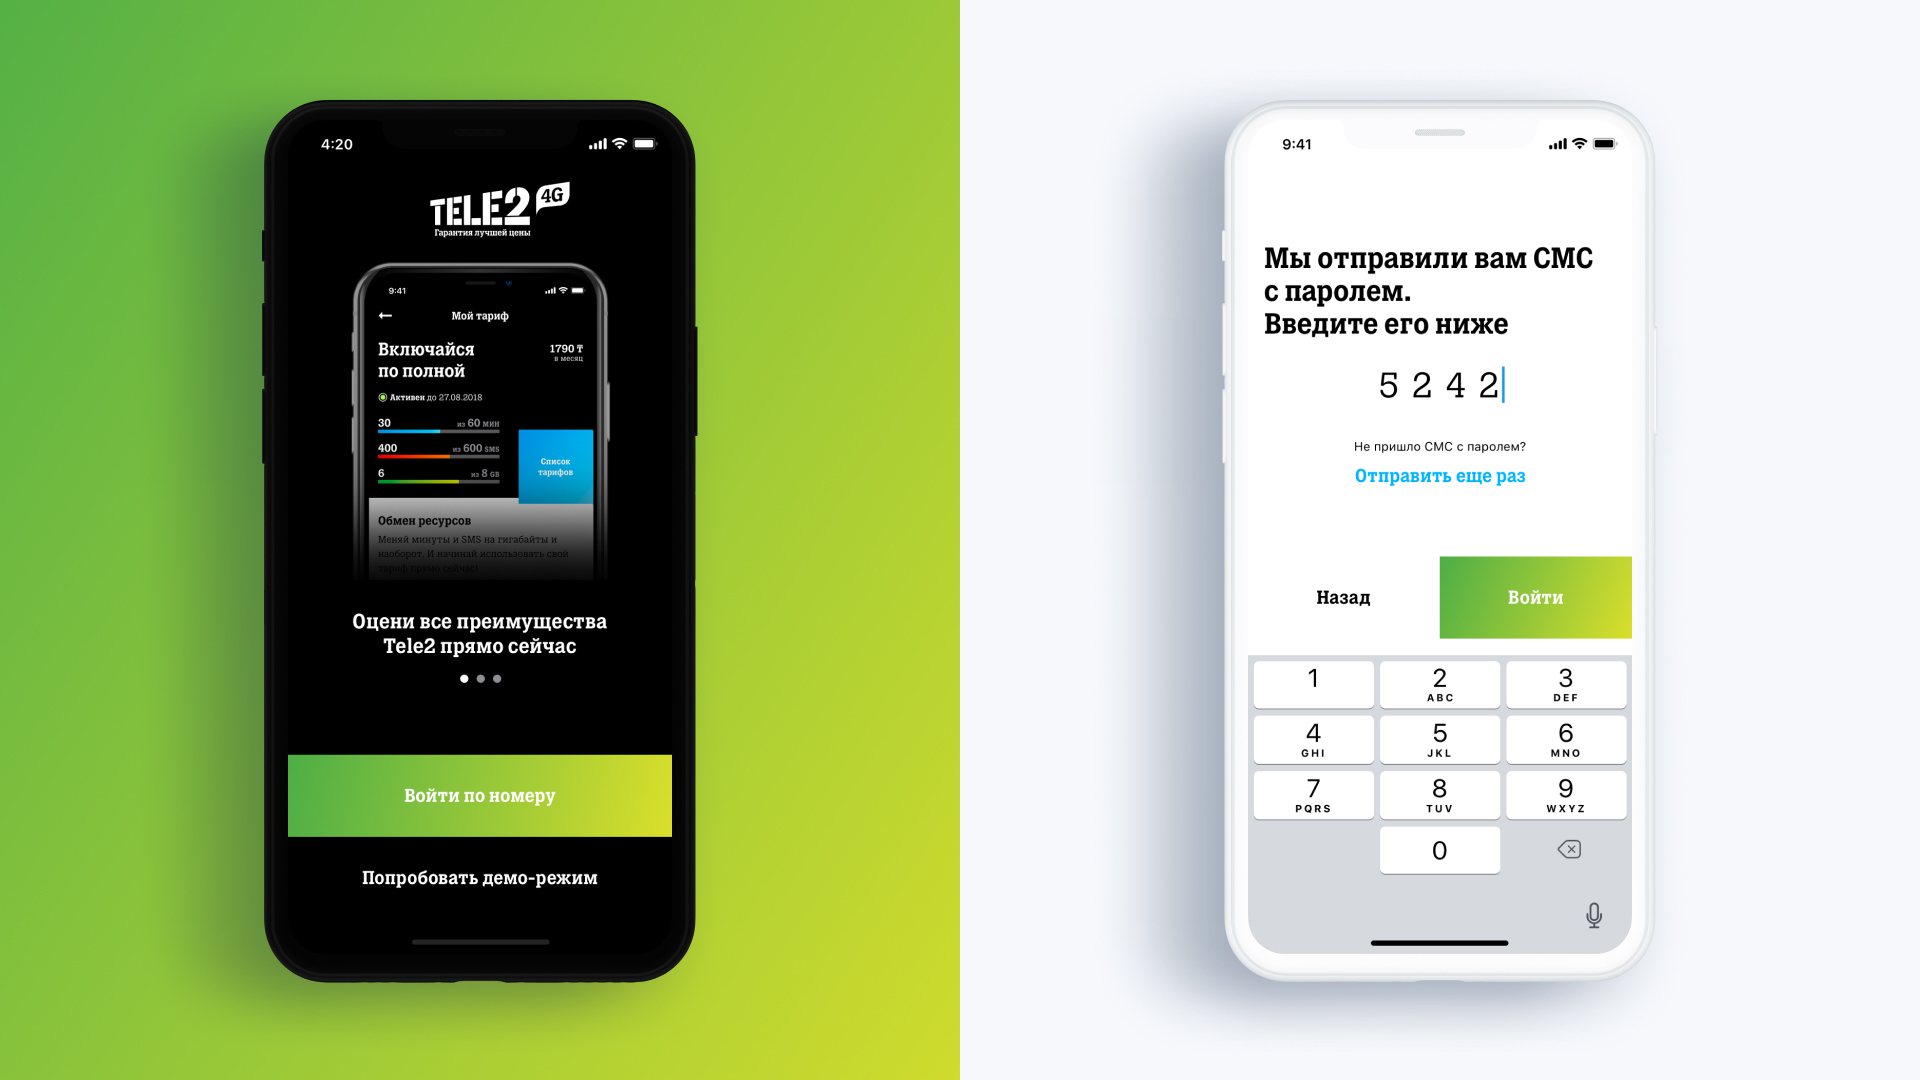 4:20
TELE2 4G
Гарантия лучшей цены
9:41
Мой тариф
Включайся
по полной
1790 ₸
в месяц
Активен до 27.08.2018
30 из 60 МИН
400 из 600 SMS
6 из 8 GB
Список
тарифов
Обмен ресурсов
Меняй минуты и SMS на гигабайты и
наоборот. И начинай использовать свой
тариф прямо сейчас!
Оцени все преимущества
Tele2 прямо сейчас
Войти по номеру
Попробовать демо-режим
9:41
Мы отправили вам СМС
с паролем.
Введите его ниже
5 2 4 2
Не пришло СМС с паролем?
Отправить еще раз
Назад
Войти
1
2
ABC
3
DEF
4
GHI
5
JKL
6
MNO
7
PQRS
8
TUV
9
WXYZ
0